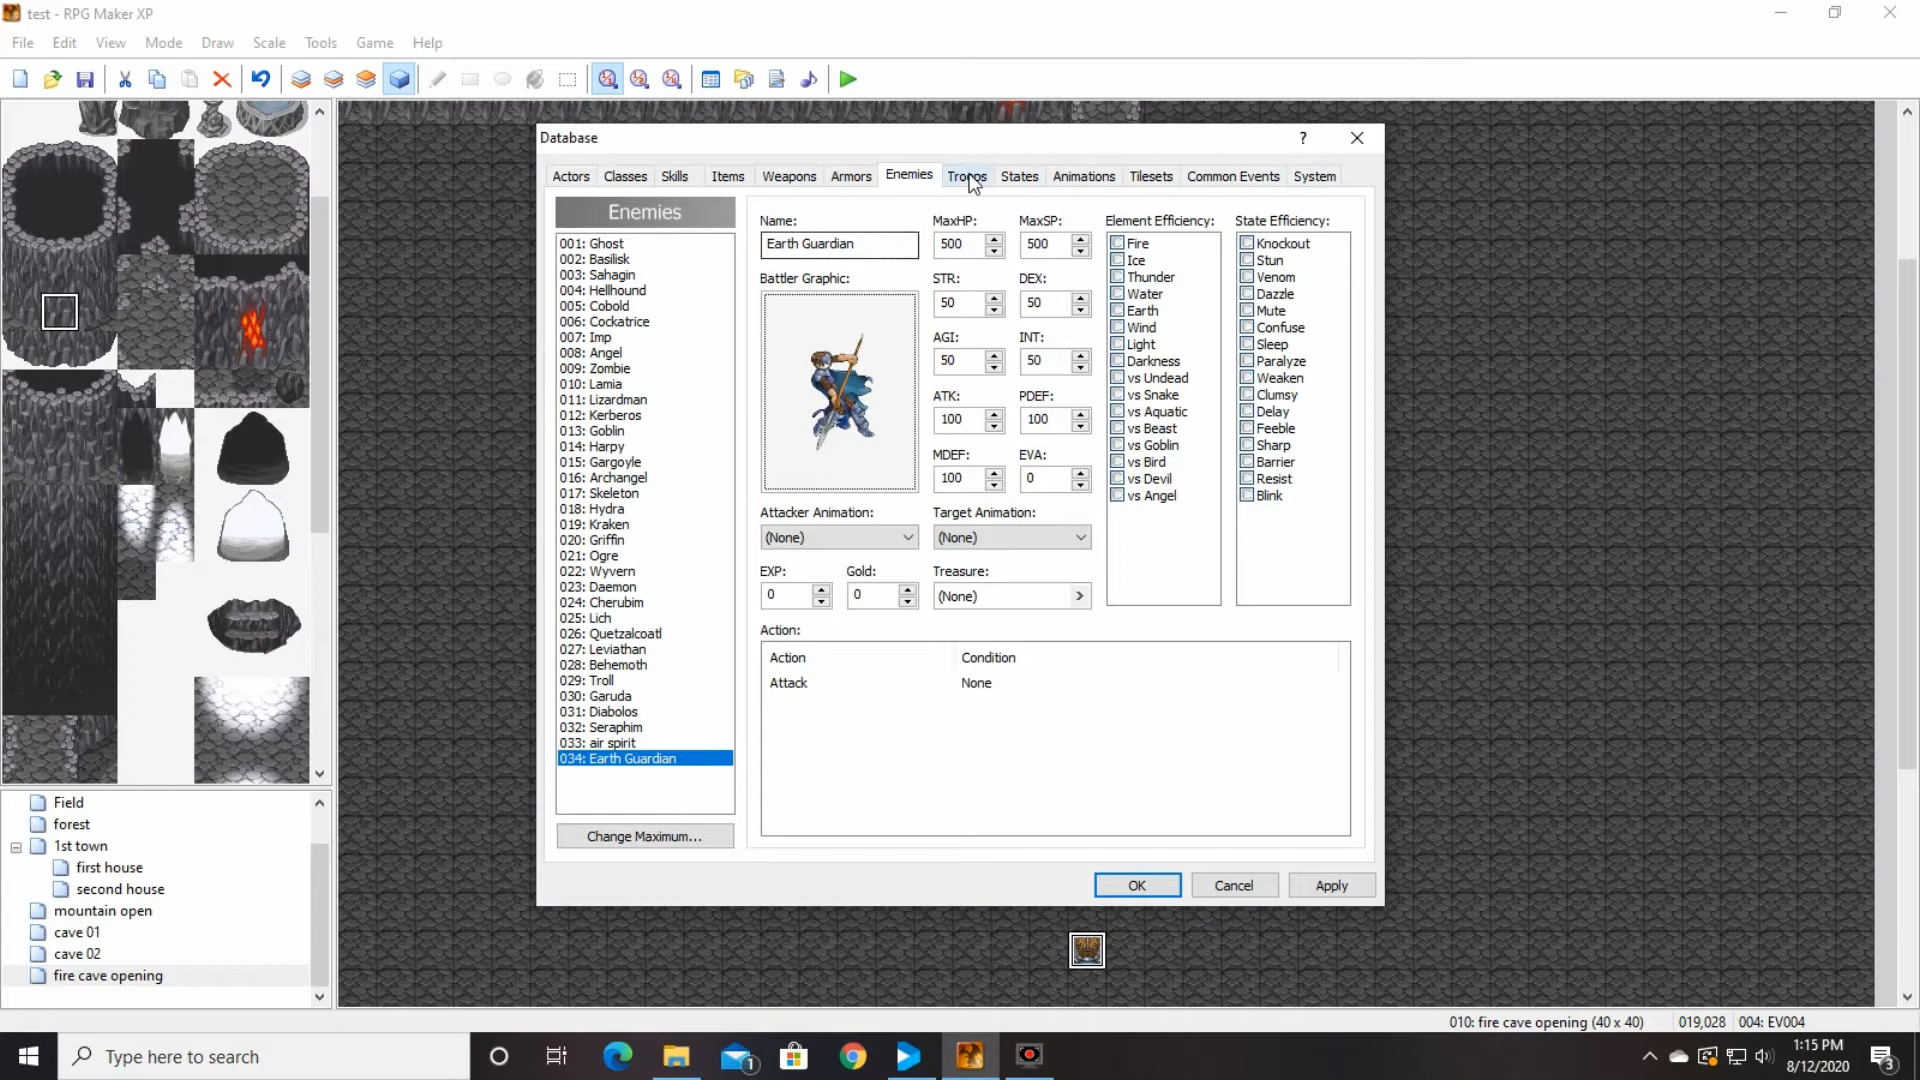 test - RPG Maker XP
File Edit View Mode Draw Scale Tools Game Help
Database
?
Actors Classes Skills Items Weapons Armors Enemies Troops States Animations Tilesets Common Events System
Enemies
001: Ghost
002: Basilisk
003: Sahagin
004: Hellhound
005: Cobold
006: Cockatrice
007: Imp
008: Angel
009: Zombie
010: Lamia
011: Lizardman
012: Kerberos
013: Goblin
014: Harpy
015: Gargoyle
016: Archangel
017: Skeleton
018: Hydra
019: Kraken
020: Griffin
021: Ogre
022: Wyvern
023: Daemon
024: Cherubim
025: Lich
026: Quetzalcoatl
027: Leviathan
028: Behemoth
029: Troll
030: Garuda
031: Diabolos
032: Seraphim
033: air spirit
034: Earth Guardian
Change Maximum...
Name:
Earth Guardian
Battler Graphic:
MaxHP: MaxSP:
500 500
STR: DEX:
50 50
AGI: INT:
50 50
ATK: PDEF:
100 100
MDEF: EVA:
100 0
Attacker Animation: Target Animation:
(None) (None)
EXP: Gold: Treasure:
0 0 (None)
Element Efficiency:
C Fire
C Ice
C Thunder
C Water
C Earth
C Wind
C Light
C Darkness
C vs Undead
C vs Snake
C vs Aquatic
C vs Beast
C vs Goblin
C vs Bird
C vs Devil
C vs Angel
State Efficiency:
C Knockout
C Stun
C Venom
C Dazzle
C Mute
C Confuse
C Sleep
C Paralyze
C Weaken
C Clumsy
C Delay
C Feeble
C Sharp
C Barrier
C Resist
C Blink
Action:
Action Condition
Attack None
OK Cancel Apply
Field
forest
1st town
first house
second house
mountain open
cave 01
cave 02
fire cave opening
010: fire cave opening (40 x 40) 019,028 004: EV004
Type here to search
1
1:15 PM
8/12/2020
3